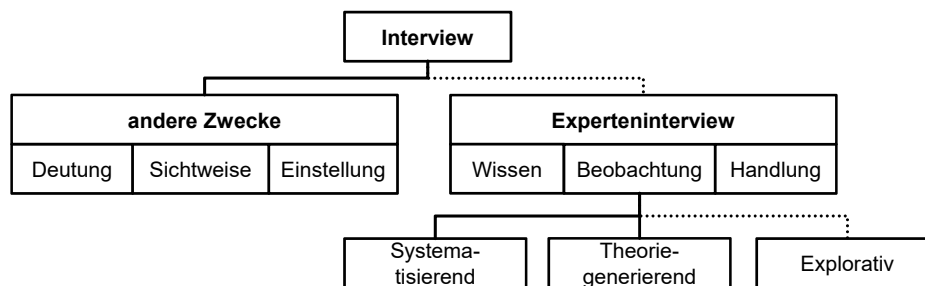 Interview
andere Zwecke
Experteninterview
Deutung
Sichtweise
Einstellung
Wissen
Beobachtung
Handlung
Systema-
tisierend
Theorie-
generierend
Explorativ